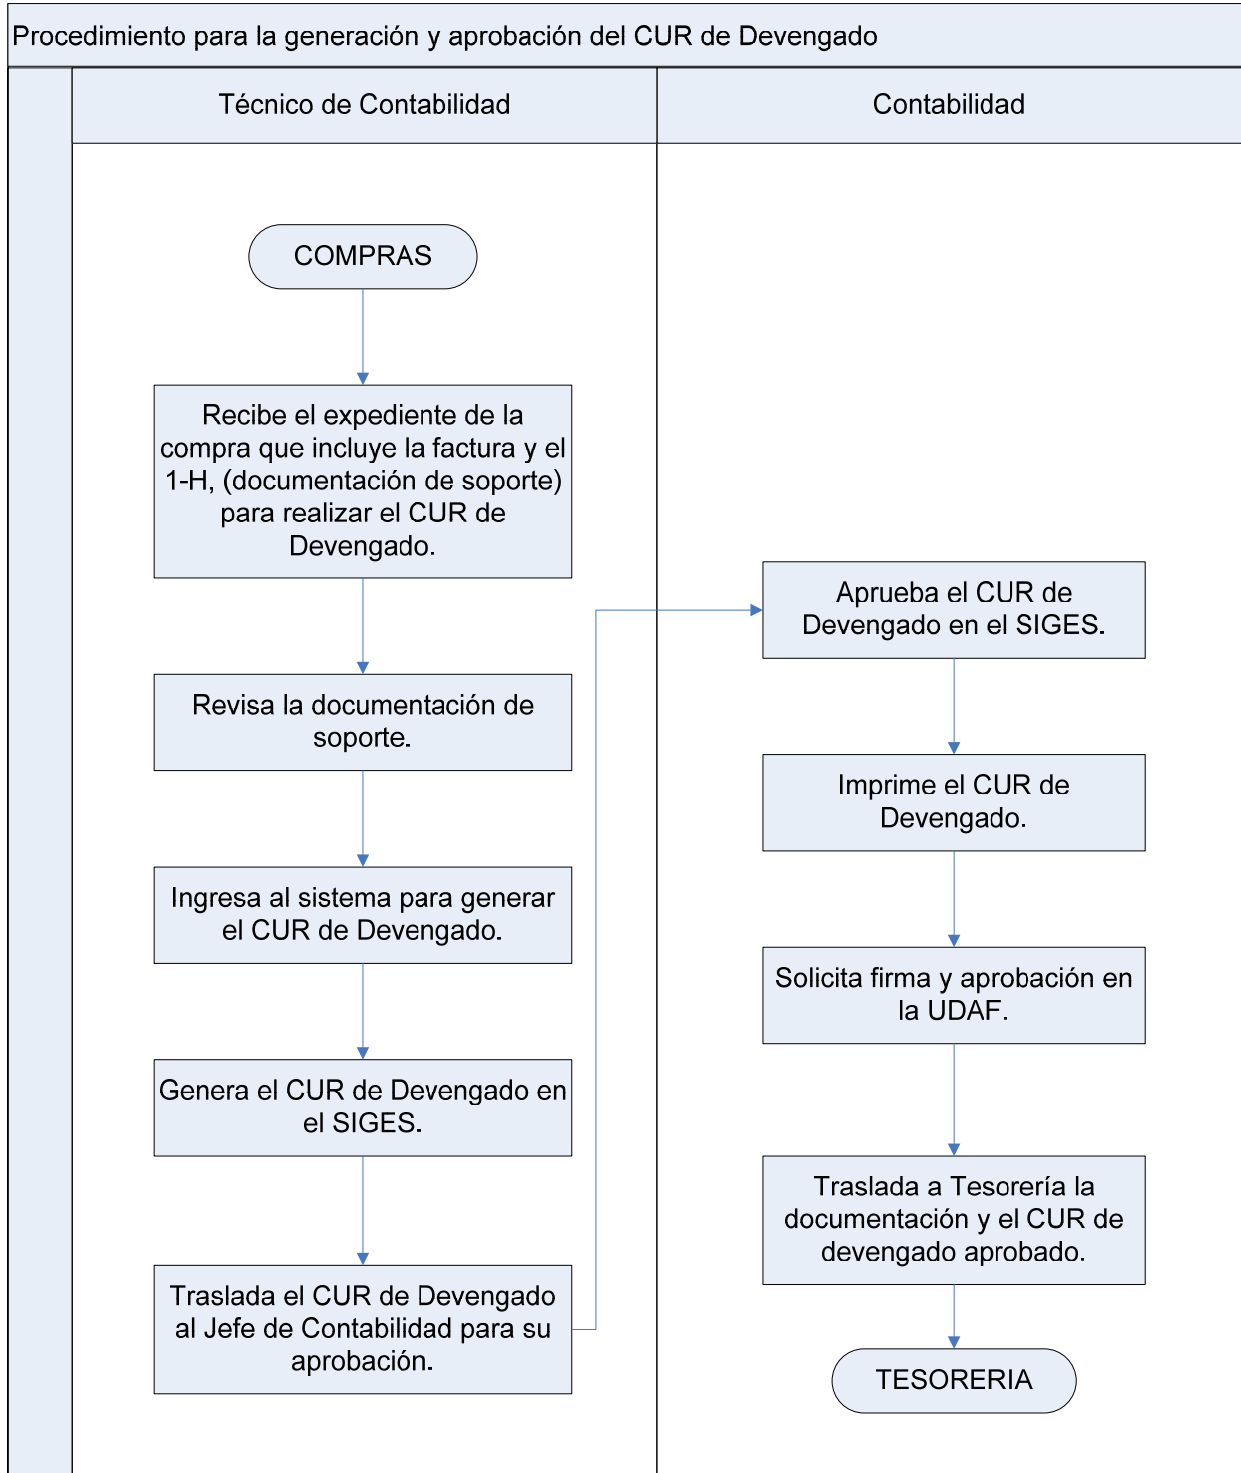 Procedimiento para la generación y aprobación del CUR de Devengado
Técnico de Contabilidad
Contabilidad
COMPRAS
Recibe el expediente de la
compra que incluye la factura y el
1-H, (documentación de soporte)
para realizar el CUR de
Devengado.
Revisa la documentación de
soporte.
Ingresa al sistema para generar
el CUR de Devengado.
Genera el CUR de Devengado en
el SIGES.
Traslada el CUR de Devengado
al Jefe de Contabilidad para su
aprobación.
Aprueba el CUR de
Devengado en el SIGES.
Imprime el CUR de
Devengado.
Solicita firma y aprobación en
la UDAF.
Traslada a Tesorería la
documentación y el CUR de
devengado aprobado.
TESORERIA